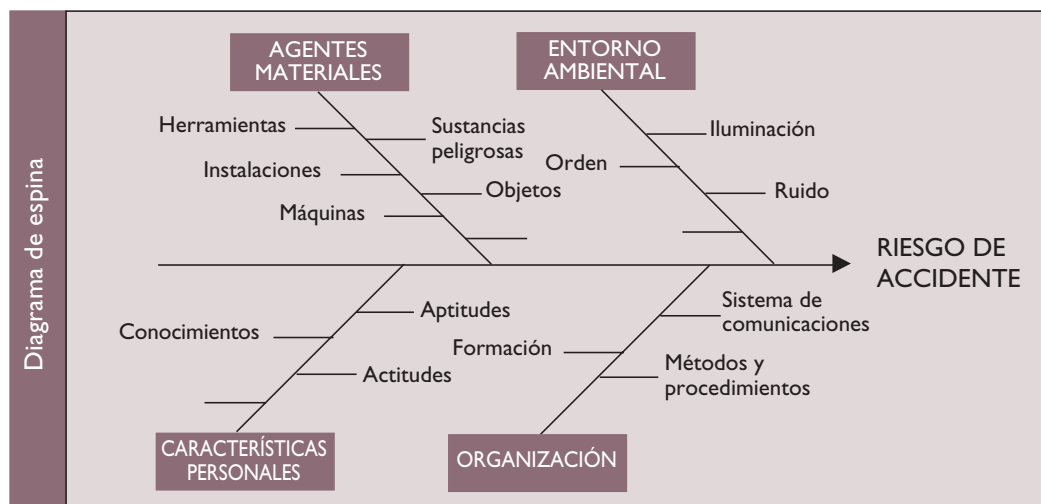 Diagrama de espina
AGENTES
MATERIALES
ENTORNO
AMBIENTAL
Herramientas
Sustancias
peligrosas
Instalaciones
Objetos
Máquinas
Iluminación
Orden
Ruido
RIESGO DE
ACCIDENTE
Aptitudes
Conocimientos
Actitudes
Sistema de
comunicaciones
Formación
Métodos y
procedimientos
CARACTERÍSTICAS
PERSONALES
ORGANIZACIÓN